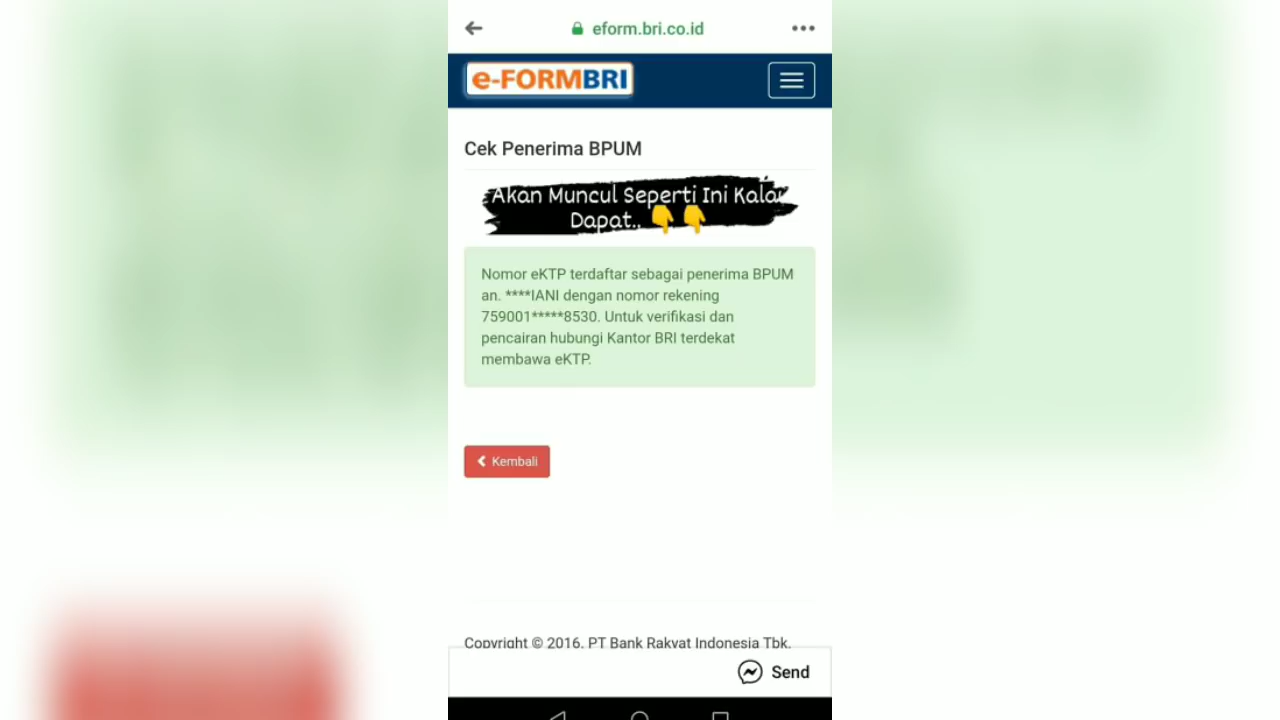 eform.bri.co.id
e-FORMBRI
Cek Penerima BPUM
Akan Muncul Seperti Ini Kalau
Dapat..
Nomor eKTP terdaftar sebagai penerima BPUM
an. ****IANI dengan nomor rekening
759001*****8530. Untuk verifikasi dan
pencairan hubungi Kantor BRI terdekat
membawa eKTP.
Kembali
Copyright © 2016. PT Bank Rakyat Indonesia Tbk.
Send